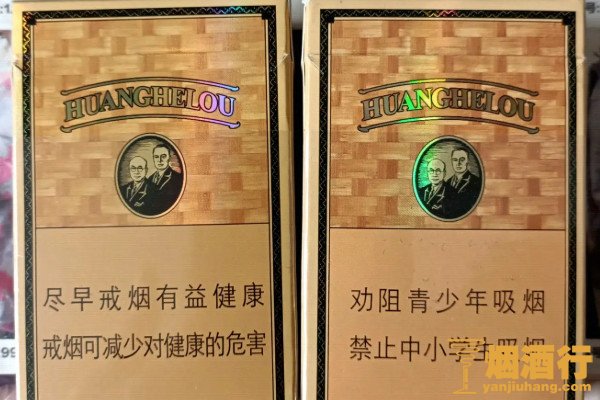 HUANGHELOU
尽早戒烟有益健康
戒烟可减少对健康的危害
HUANGHELOU
劝阻青少年吸烟
禁止中小学生吸烟
烟酒行
yanjiuhang.com